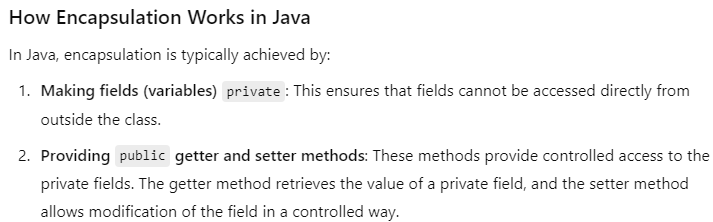 How Encapsulation Works in Java
In Java, encapsulation is typically achieved by:
1. Making fields (variables) private: This ensures that fields cannot be accessed directly from
outside the class.
2. Providing public getter and setter methods: These methods provide controlled access to the
private fields. The getter method retrieves the value of a private field, and the setter method
allows modification of the field in a controlled way.